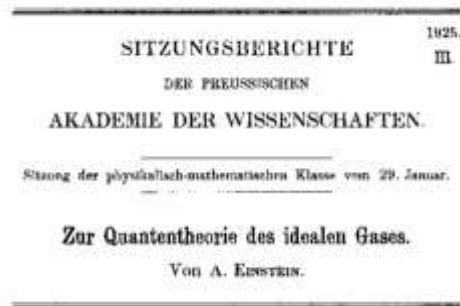 1925.
III
SITZUNGSBERICHTE
DER PREUSSISCHEN
AKADEMIE DER WISSENSCHAFTEN.
Sitzung der physikalisch-mathematischen Klasse vom 29. Januar.
Zur Quantentheorie des idealen Gases.
Von A. EINSTEIN.